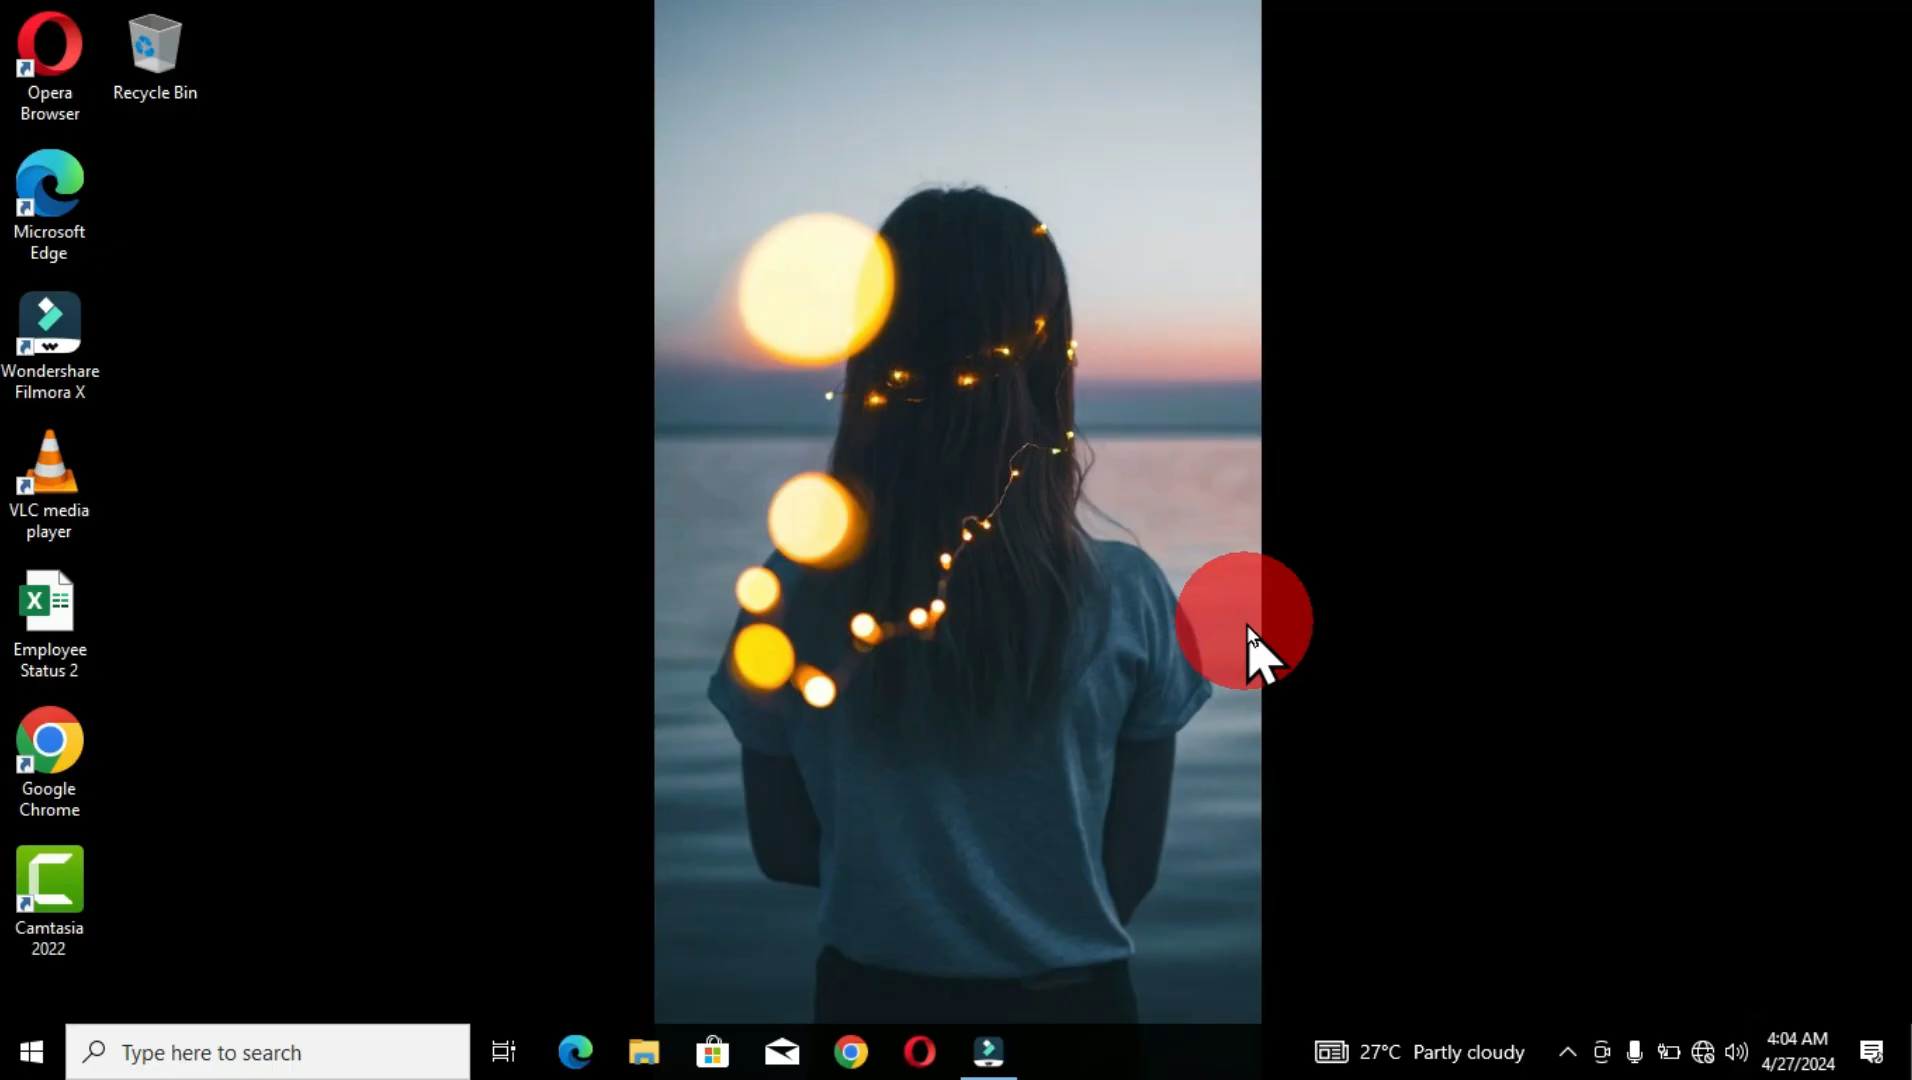 Opera
Browser
Recycle Bin
Microsoft
Edge
Wondershare
Filmora X
VLC media
player
X
Employee
Status 2
Google
Chrome
Camtasia
2022
Type here to search
27°C Partly cloudy
4:04 AM
4/27/2024